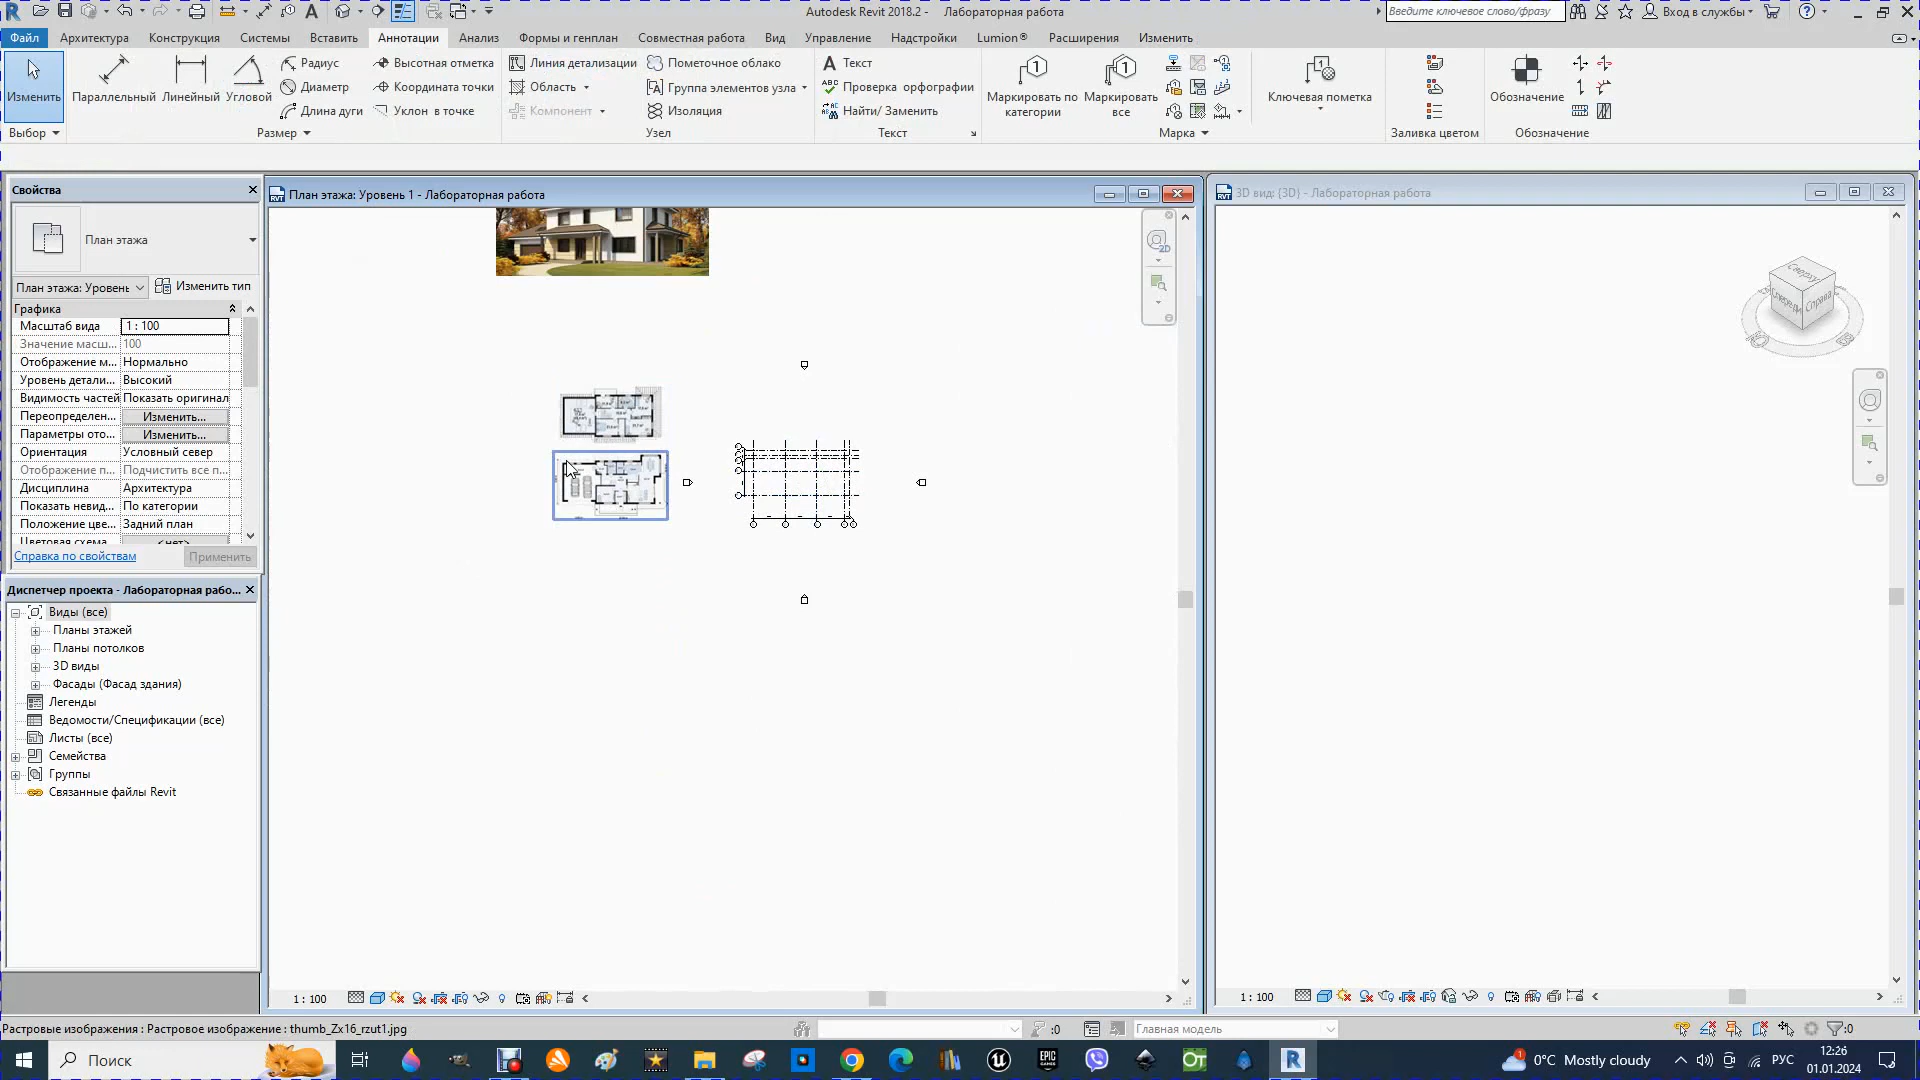 Autodesk Revit 2018.2 - Лабораторная работа
Введите ключевое слово/фразу
Вход в службы
Файл Архитектура Конструкция Системы Вставить Аннотации Анализ Формы и генплан Совместная работа Вид Управление Надстройки Lumion® Расширения Изменить
Изменить
Параллельный Линейный Угловой
Радиус
Диаметр
Длина дуги
Высотная отметка
Координата точки
Уклон в точке
Линия детализации
Область
Компонент
Пометочное облако
Группа элементов узла
Изоляция
Текст
Проверка орфографии
Найти/ Заменить
Маркировать по категории
Маркировать все
Ключевая пометка
Обозначение
Выбор Размер Узел Текст Марка Заливка цветом Обозначение
Свойства
План этажа
План этажа: Уровень
Изменить тип
Графика
Масштаб вида 1 : 100
Значение масш... 100
Отображение м... Нормально
Уровень детали... Высокий
Видимость частей Показать оригинал
Переопределен... Изменить...
Параметры ото... Изменить...
Ориентация Условный север
Отображение п... Подчистить все п...
Дисциплина Архитектура
Показать невид... По категории
Положение цве... Задний план
Цветовая схема <нет>
Справка по свойствам
Применить
Диспетчер проекта - Лабораторная рабо...
Виды (все)
Планы этажей
Планы потолков
3D виды
Фасады (Фасад здания)
Легенды
Ведомости/Спецификации (все)
Листы (все)
Семейства
Группы
Связанные файлы Revit
План этажа: Уровень 1 - Лабораторная работа
2D
1 : 100
3D вид: {3D} - Лабораторная работа
Сверху
Спереди
Справа
1 : 100
Растровые изображения : Растровое изображение : thumb_Zx16_rzut1.jpg
:0
Главная модель
:0
Поиск
0°C Mostly cloudy
РУС
12:26
01.01.2024